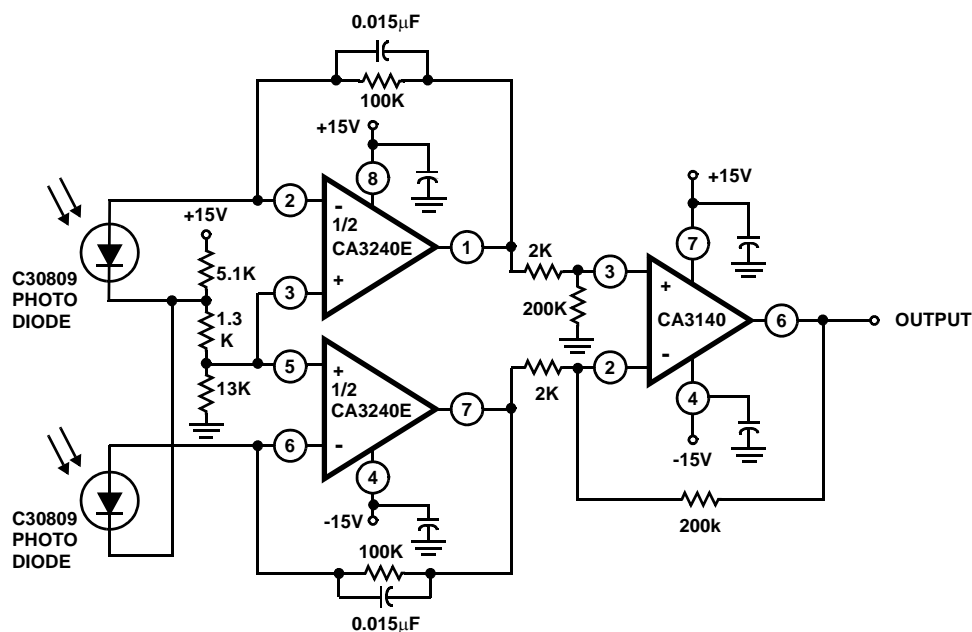 0.015μF
100K
+15V
8
2
-
1/2
CA3240E
+
3
1
C30809
PHOTO
DIODE
+15V
5.1K
1.3
K
13K
5
+
1/2
CA3240E
-
6
7
4
-15V
C30809
PHOTO
DIODE
100K
0.015μF
2K
200K
3
+15V
7
+
CA3140
-
6
OUTPUT
2K
2
4
-15V
200k